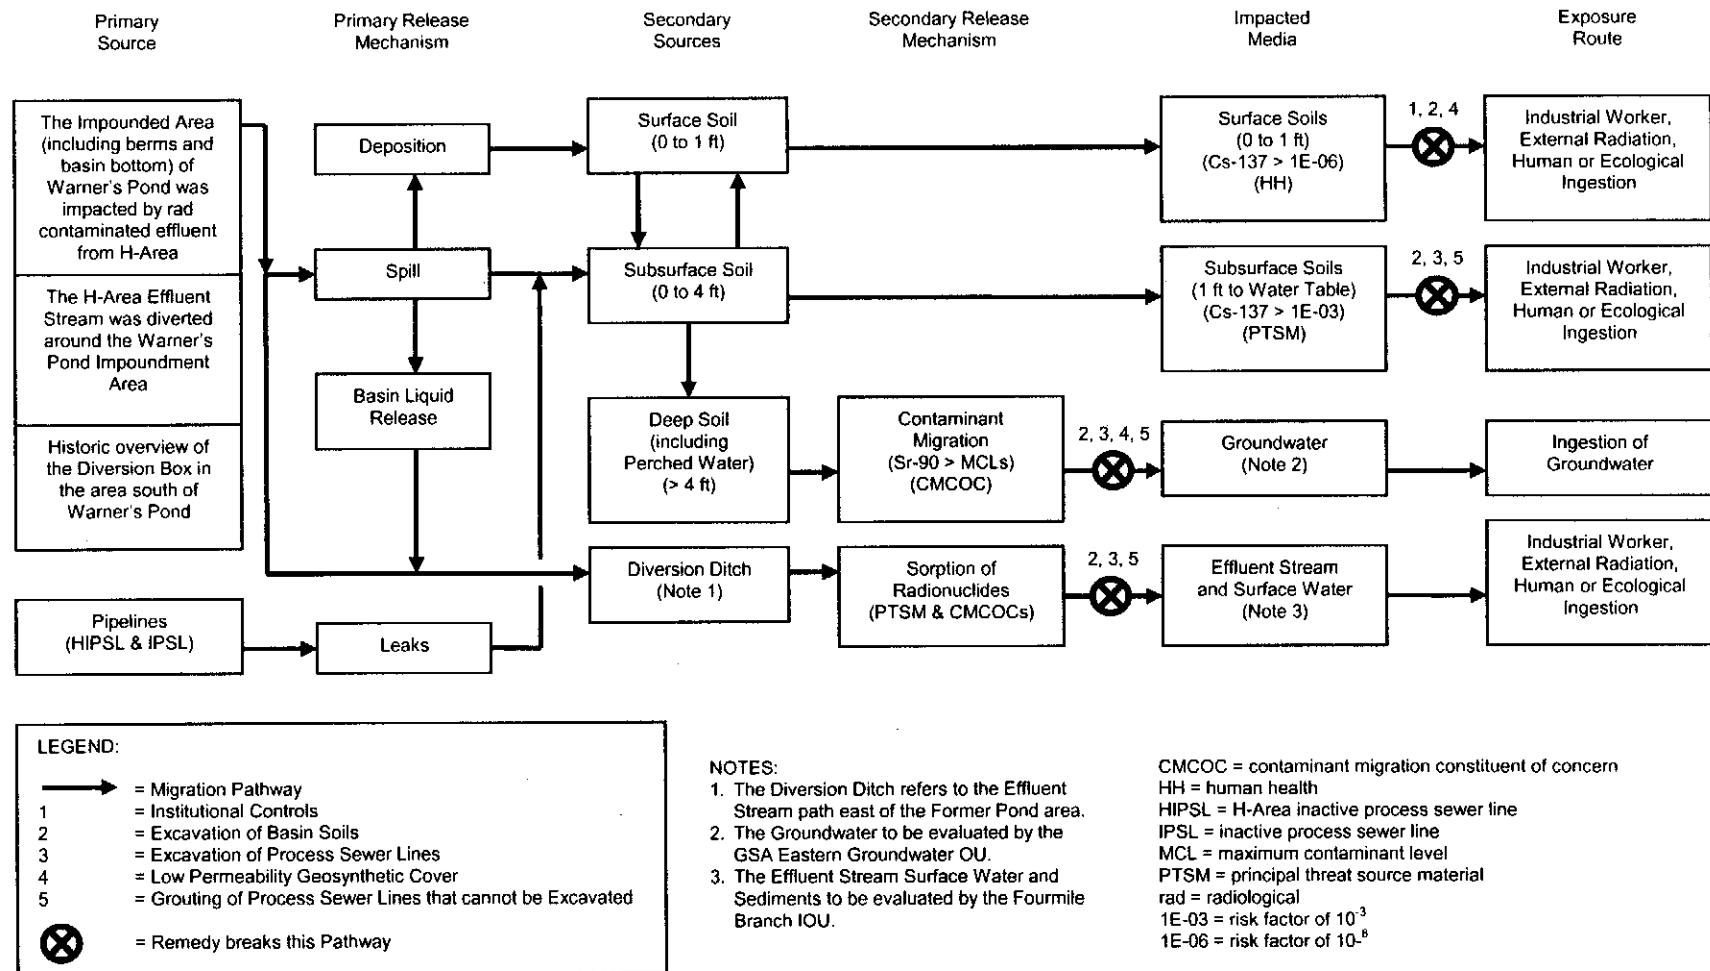 Primary
Source
Primary Release
Mechanism
Secondary
Sources
Secondary Release
Mechanism
Impacted
Media
Exposure
Route
The Impounded Area
(including berms and
basin bottom) of
Warner's Pond was
impacted by rad
contaminated effluent
from H-Area
The H-Area Effluent
Stream was diverted
around the Warner's
Pond Impoundment
Area
Historic overview of
the Diversion Box in
the area south of
Warner's Pond
Pipelines
(HIPSL & IPSL)
Deposition
Spill
Basin Liquid
Release
Leaks
Surface Soil
(0 to 1 ft)
Subsurface Soil
(0 to 4 ft)
Deep Soil
(including
Perched Water)
(> 4 ft)
Diversion Ditch
(Note 1)
Contaminant
Migration
(Sr-90 > MCLs)
(CMCOC)
Sorption of
Radionuclides
(PTSM & CMCOCs)
2, 3, 4, 5
2, 3, 5
Surface Soils
(0 to 1 ft)
(Cs-137 > 1E-06)
(HH)
Subsurface Soils
(1 ft to Water Table)
(Cs-137 > 1E-03)
(PTSM)
Groundwater
(Note 2)
Effluent Stream
and Surface Water
(Note 3)
1, 2, 4
2, 3, 5
Industrial Worker,
External Radiation,
Human or Ecological
Ingestion
Industrial Worker,
External Radiation,
Human or Ecological
Ingestion
Ingestion of
Groundwater
Industrial Worker,
External Radiation,
Human or Ecological
Ingestion
LEGEND:
= Migration Pathway
1 = Institutional Controls
2 = Excavation of Basin Soils
3 = Excavation of Process Sewer Lines
4 = Low Permeability Geosynthetic Cover
5 = Grouting of Process Sewer Lines that cannot be Excavated
= Remedy breaks this Pathway
NOTES:
1. The Diversion Ditch refers to the Effluent
Stream path east of the Former Pond area.
2. The Groundwater to be evaluated by the
GSA Eastern Groundwater OU.
3. The Effluent Stream Surface Water and
Sediments to be evaluated by the Fourmile
Branch IOU.
CMCOC = contaminant migration constituent of concern
HH = human health
HIPSL = H-Area inactive process sewer line
IPSL = inactive process sewer line
MCL = maximum contaminant level
PTSM = principal threat source material
rad = radiological
1E-03 = risk factor of 10⁻³
1E-06 = risk factor of 10-⁶